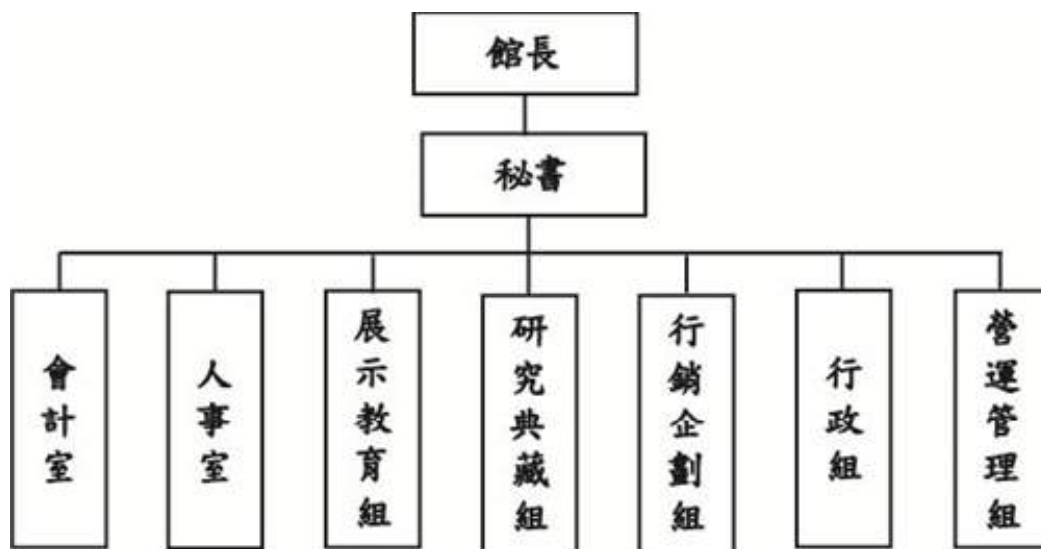 館長
秘書
會計室
人事室
展示教育組
研究典藏組
行銷企劃組
行政組
營運管理組